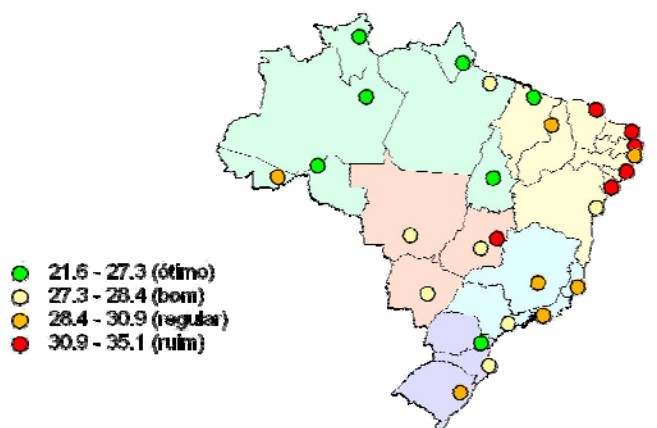 21.6 - 27.3 (ótimo)
27.3 - 28.4 (bom)
28.4 - 30.9 (regular)
30.9 - 35.1 (ruim)